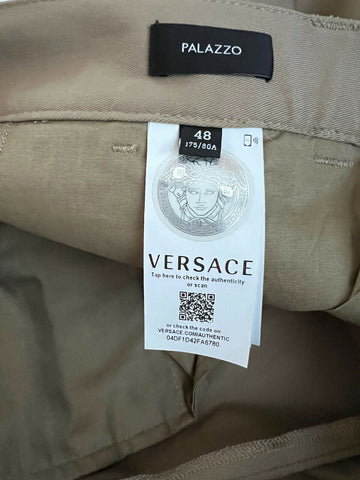 PALAZZO
48
175/80A
VERSACE
Tap here to check the authenticity
or scan
or check the code on
VERSACE.COM/AUTHENTIC
04DF1D42FA6780